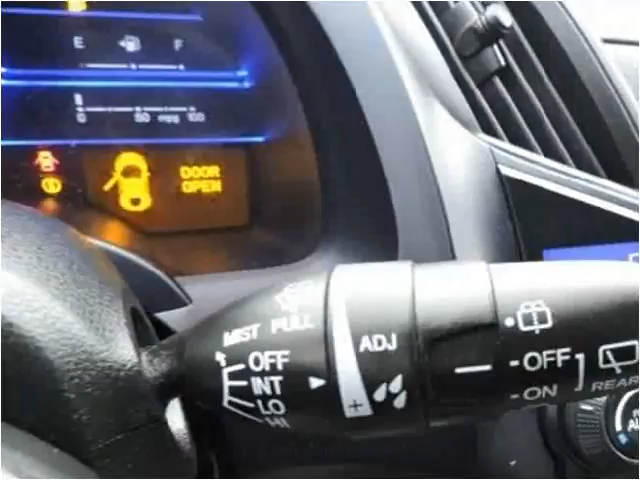 E F
0 50 mpg 100
DOOR
OPEN
MIST PULL
OFF
INT
LO
HI
ADJ
+
-OFF
-ON
REAR